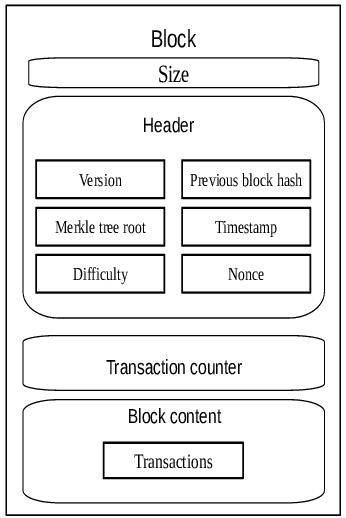 Block
Size
Header
Version
Previous block hash
Merkle tree root
Timestamp
Difficulty
Nonce
Transaction counter
Block content
Transactions